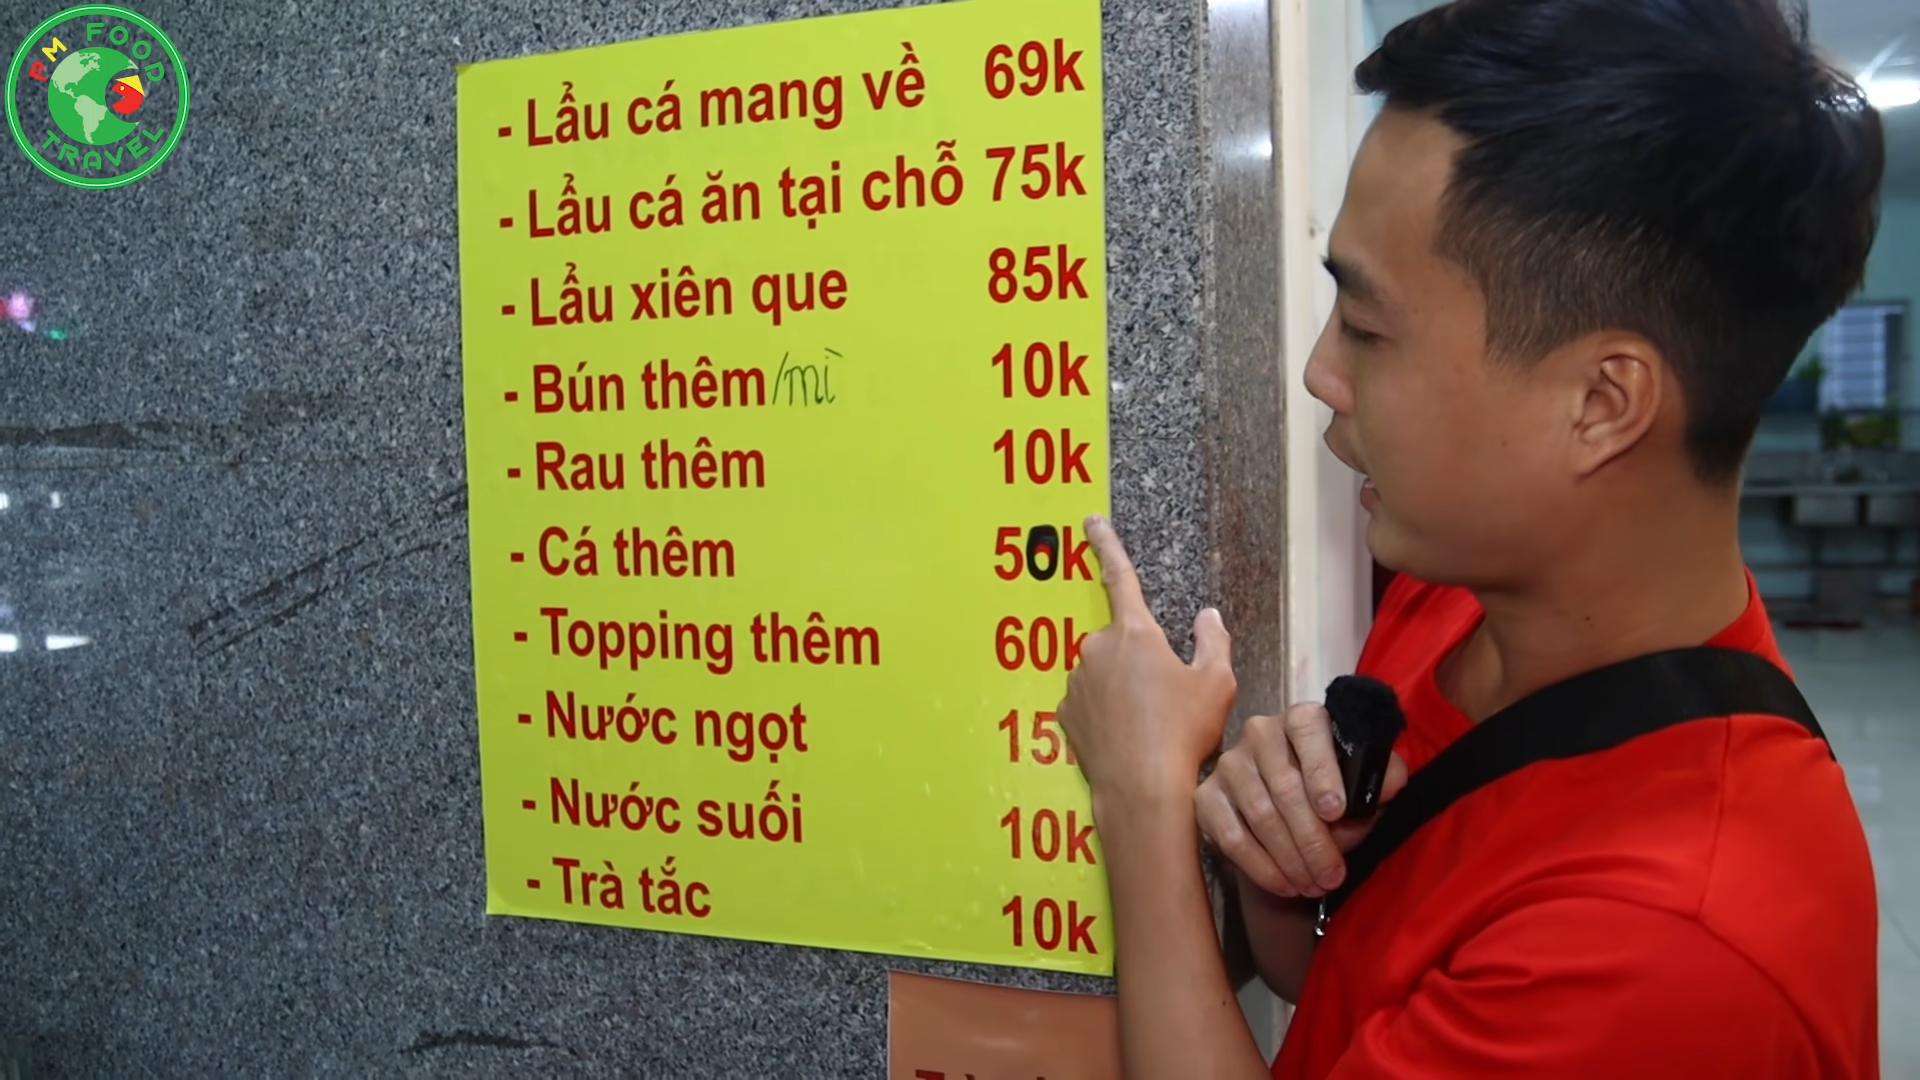 PM FOOD
TRAVEL
- Lẩu cá mang về 69k
- Lẩu cá ăn tại chỗ 75k
- Lẩu xiên que 85k
- Bún thêm/mì 10k
- Rau thêm 10k
- Cá thêm 50k
- Topping thêm 60k
- Nước ngọt 15k
- Nước suối 10k
- Trà tắc 10k